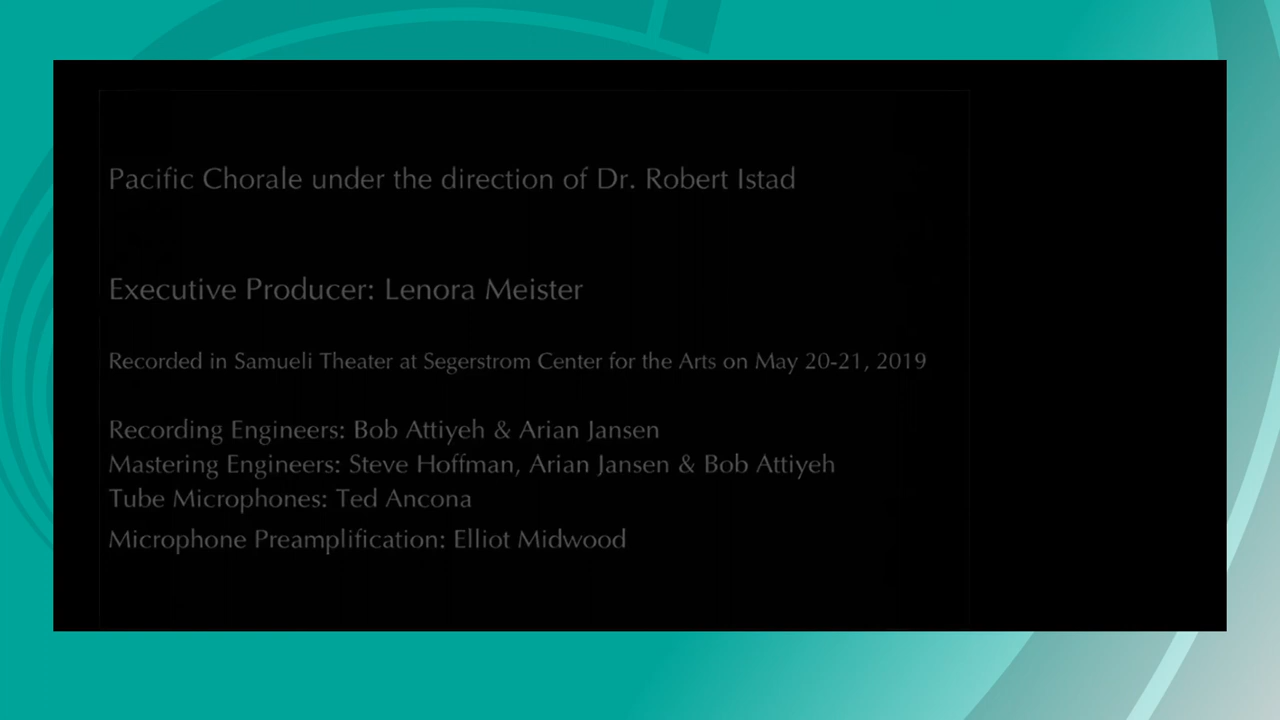 Pacific Chorale under the direction of Dr. Robert Istad
Executive Producer: Lenora Meister
Recorded in Samueli Theater at Segerstrom Center for the Arts on May 20-21, 2019
Recording Engineers: Bob Attiyeh & Arian Jansen
Mastering Engineers: Steve Hoffman, Arian Jansen & Bob Attiyeh
Tube Microphones: Ted Ancona
Microphone Preamplification: Elliot Midwood